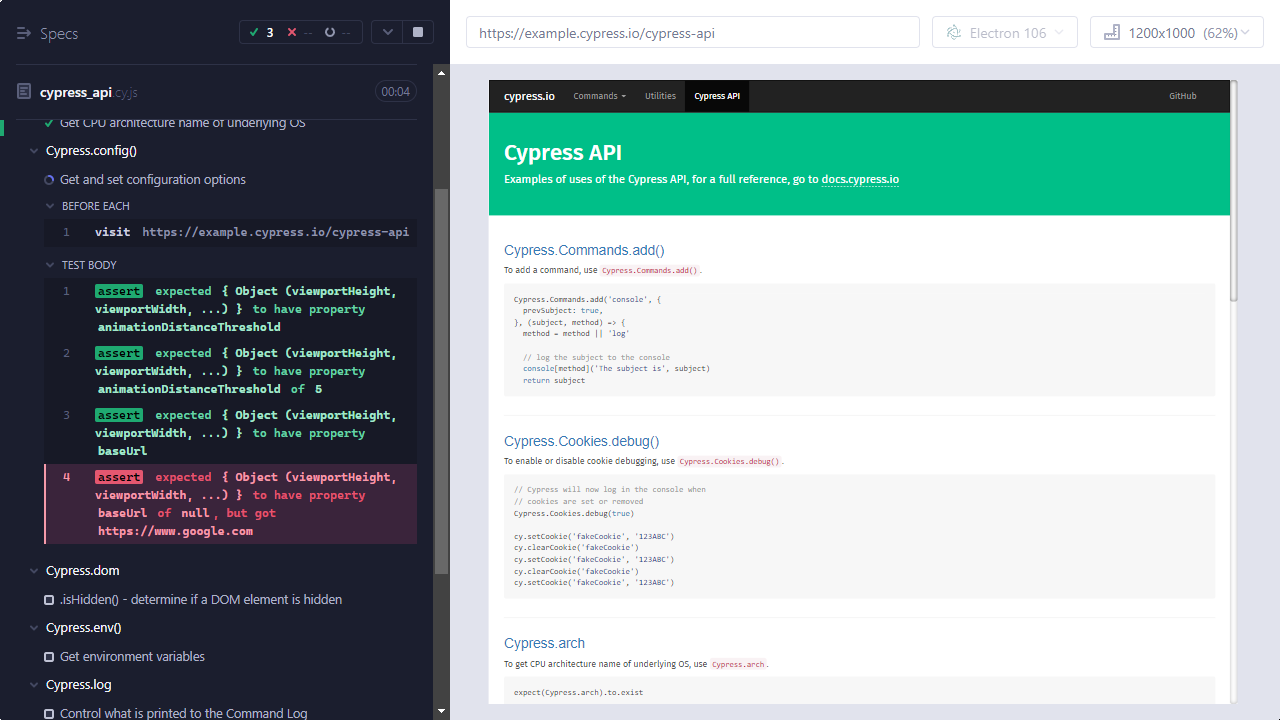 Specs
3
--
--
cypress_api.cy.js
00:04
Get CPU architecture name of underlying OS
Cypress.config()
Get and set configuration options
BEFORE EACH
1 visit https://example.cypress.io/cypress-api
TEST BODY
1 assert expected { Object (viewportHeight,
viewportWidth, ...) } to have property
animationDistanceThreshold
2 assert expected { Object (viewportHeight,
viewportWidth, ...) } to have property
animationDistanceThreshold of 5
3 assert expected { Object (viewportHeight,
viewportWidth, ...) } to have property
baseUrl
4 assert expected { Object (viewportHeight,
viewportWidth, ...) } to have property
baseUrl of null, but got
https://www.google.com
Cypress.dom
.isHidden() - determine if a DOM element is hidden
Cypress.env()
Get environment variables
Cypress.log
Control what is printed to the Command Log
https://example.cypress.io/cypress-api
Electron 106
1200x1000 (62%)
cypress.io Commands Utilities Cypress API GitHub
Cypress API
Examples of uses of the Cypress API, for a full reference, go to docs.cypress.io
Cypress.Commands.add()
To add a command, use Cypress.Commands.add().
Cypress.Commands.add('console', {
prevSubject: true,
}, (subject, method) => {
method = method || 'log'
// log the subject to the console
console[method]('The subject is', subject)
return subject
Cypress.Cookies.debug()
To enable or disable cookie debugging, use Cypress.Cookies.debug().
// Cypress will now log in the console when
// cookies are set or removed
Cypress.Cookies.debug(true)
cy.setCookie('fakeCookie', '123ABC')
cy.clearCookie('fakeCookie')
cy.setCookie('fakeCookie', '123ABC')
cy.clearCookie('fakeCookie')
cy.setCookie('fakeCookie', '123ABC')
Cypress.arch
To get CPU architecture name of underlying OS, use Cypress.arch.
expect(Cypress.arch).to.exist